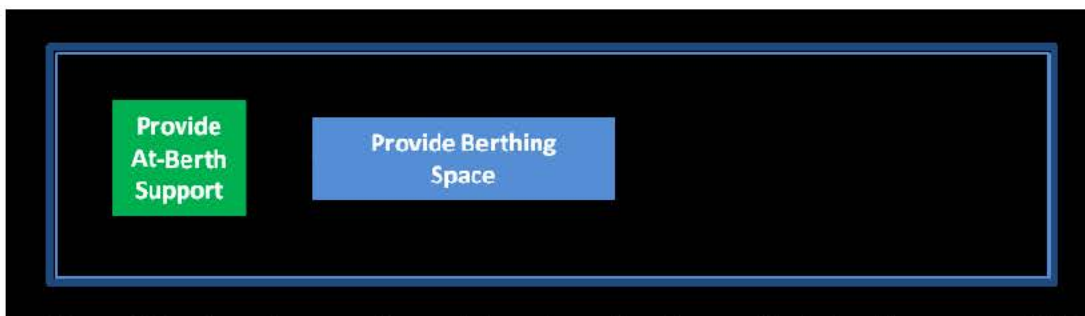 Provide
At-Berth
Support
Provide Berthing
Space